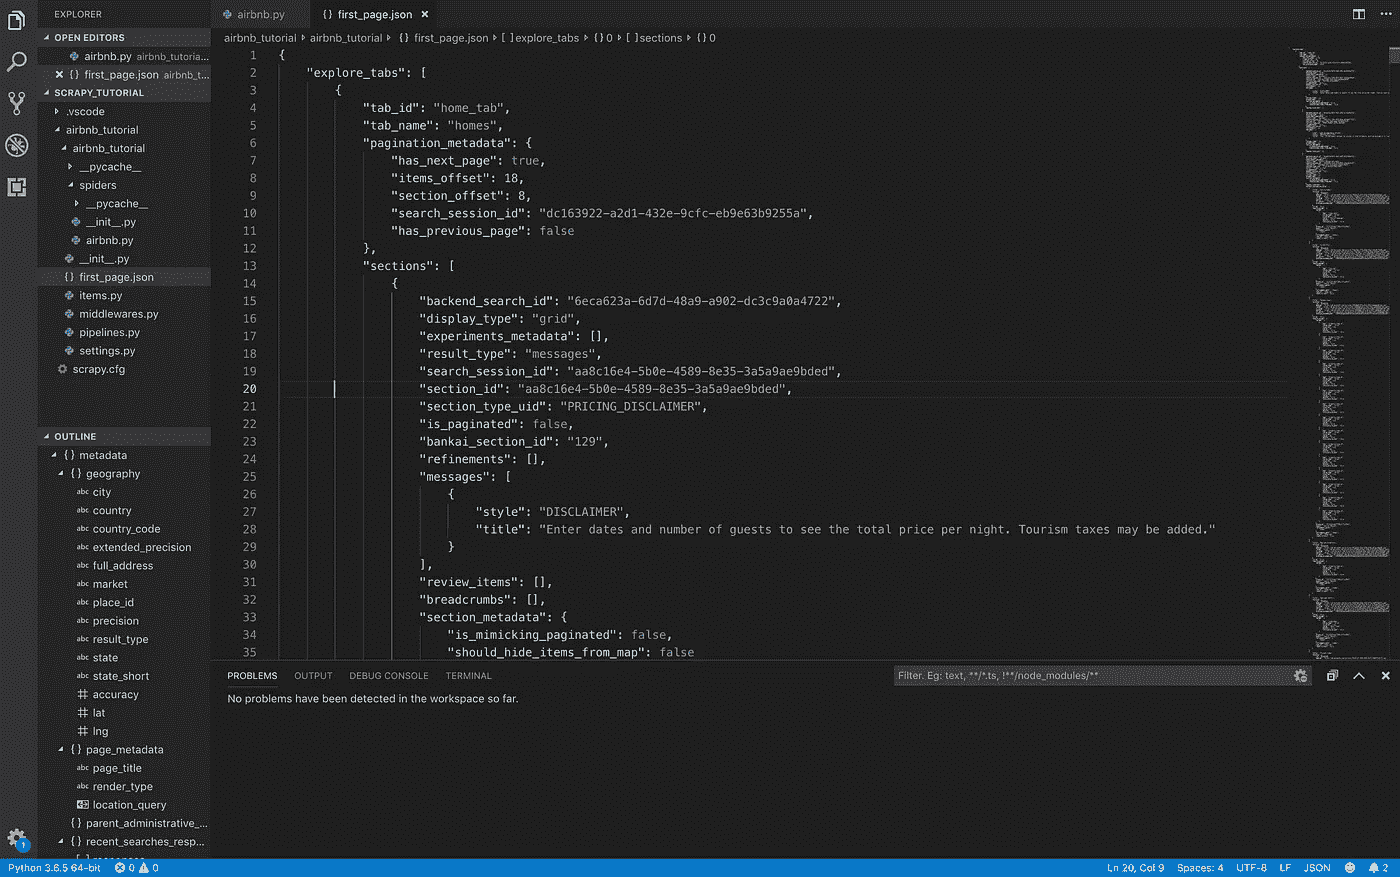 EXPLORER
OPEN EDITORS
airbnb.py airbnb_tutoria...
{} first_page.json airbnb_t...
SCRAPY_TUTORIAL
.vscode
airbnb_tutorial
airbnb_tutorial
__pycache__
spiders
__pycache__
__init__.py
airbnb.py
__init__.py
{} first_page.json
items.py
middlewares.py
pipelines.py
settings.py
scrapy.cfg
OUTLINE
{} metadata
{} geography
abc city
abc country
abc country_code
abc extended_precision
abc full_address
abc market
abc place_id
abc precision
abc result_type
abc state
abc state_short
accuracy
lat
lng
{} page_metadata
abc page_title
abc render_type
location_query
{} parent_administrative_...
{} recent_searches_resp...
airbnb.py
{} first_page.json
airbnb_tutorial airbnb_tutorial {} first_page.json [ ] explore_tabs {} 0 [ ] sections {} 0
1 {
2 "explore_tabs": [
3 {
4 "tab_id": "home_tab",
5 "tab_name": "homes",
6 "pagination_metadata": {
7 "has_next_page": true,
8 "items_offset": 18,
9 "section_offset": 8,
10 "search_session_id": "dc163922-a2d1-432e-9cfc-eb9e63b9255a",
11 "has_previous_page": false
12 },
13 "sections": [
14 {
15 "backend_search_id": "6eca623a-6d7d-48a9-a902-dc3c9a0a4722",
16 "display_type": "grid",
17 "experiments_metadata": [],
18 "result_type": "messages",
19 "search_session_id": "aa8c16e4-5b0e-4589-8e35-3a5a9ae9bded",
20 "section_id": "aa8c16e4-5b0e-4589-8e35-3a5a9ae9bded",
21 "section_type_uid": "PRICING_DISCLAIMER",
22 "is_paginated": false,
23 "bankai_section_id": "129",
24 "refinements": [],
25 "messages": [
26 {
27 "style": "DISCLAIMER",
28 "title": "Enter dates and number of guests to see the total price per night. Tourism taxes may be added."
29 }
30 ],
31 "review_items": [],
32 "breadcrumbs": [],
33 "section_metadata": {
34 "is_mimicking_paginated": false,
35 "should_hide_items_from_map": false
PROBLEMS OUTPUT DEBUG CONSOLE TERMINAL
Filter. Eg: text, **/*.ts, !**/node_modules/**
No problems have been detected in the workspace so far.
1
Python 3.6.5 64-bit 0 0
Ln 20, Col 9 Spaces: 4 UTF-8 LF JSON 2